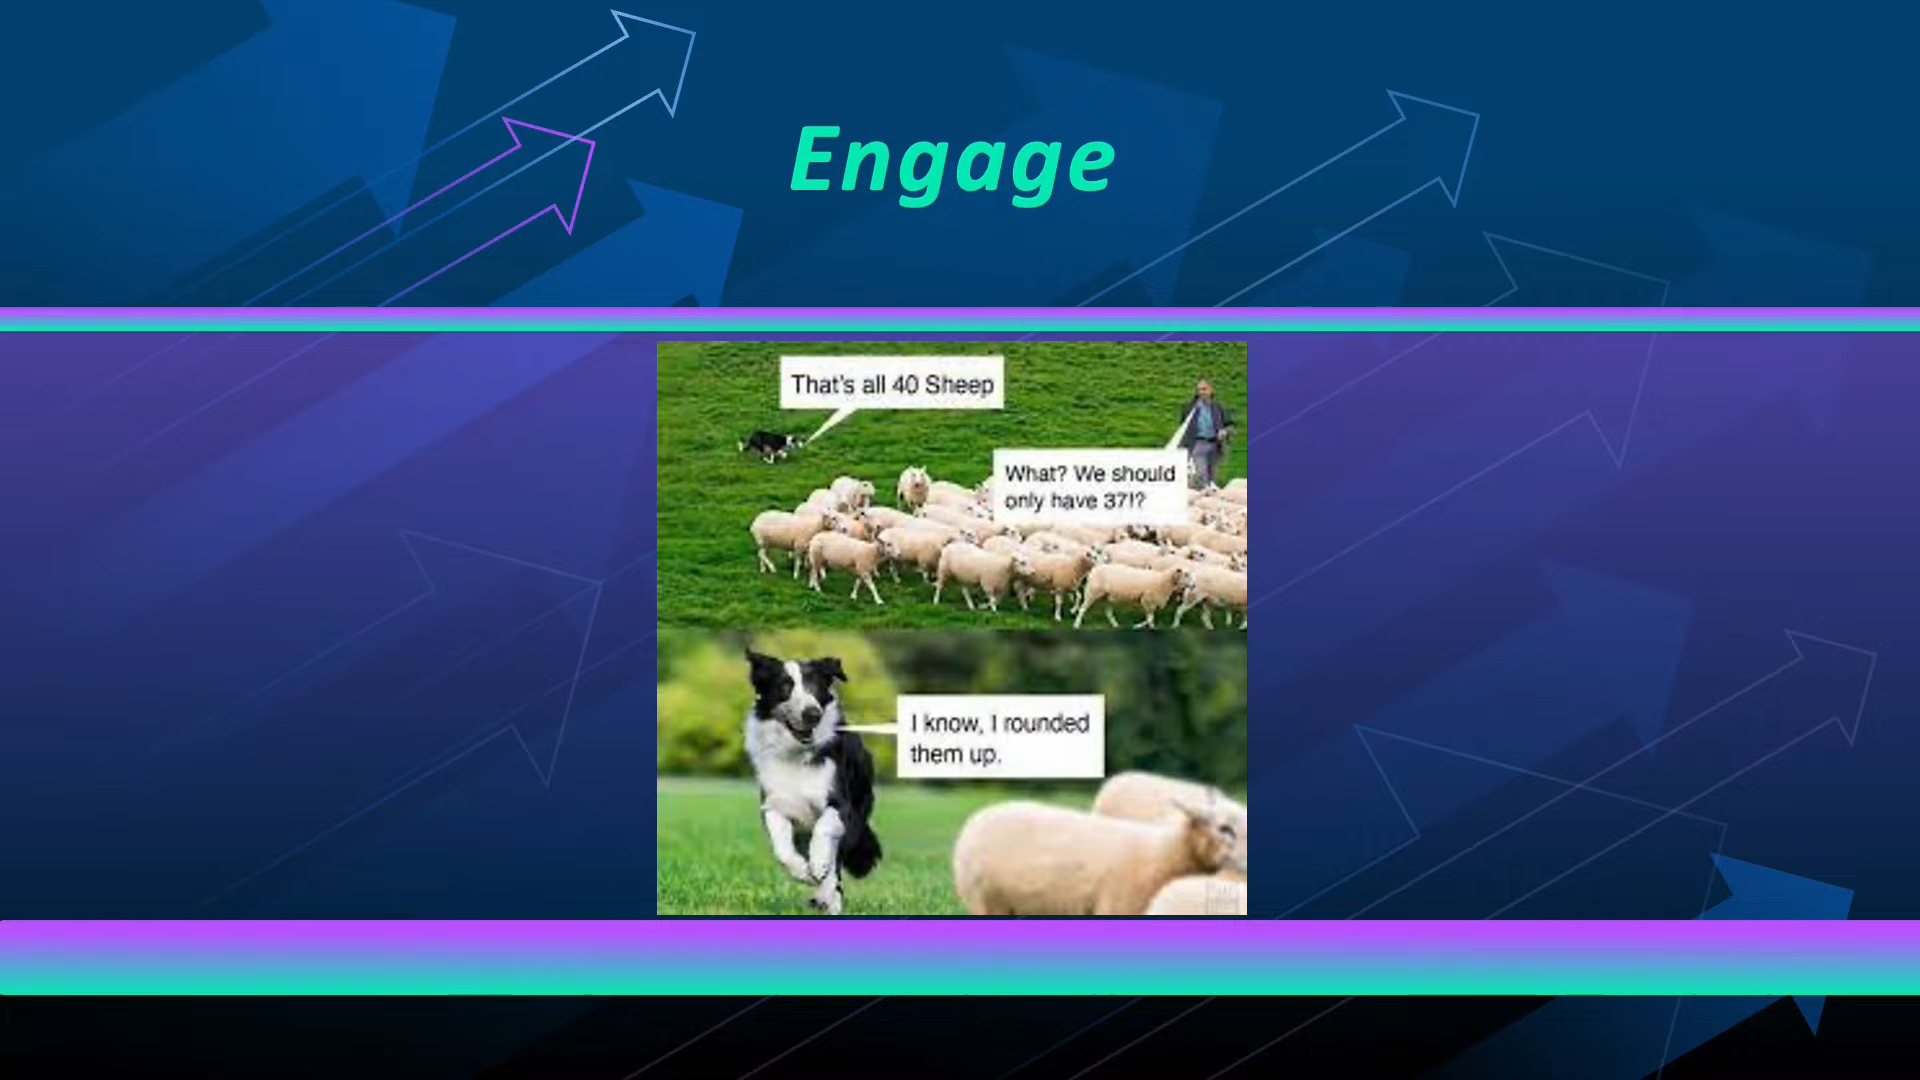 Engage
That's all 40 Sheep
What? We should
only have 37!?
I know, I rounded
them up.